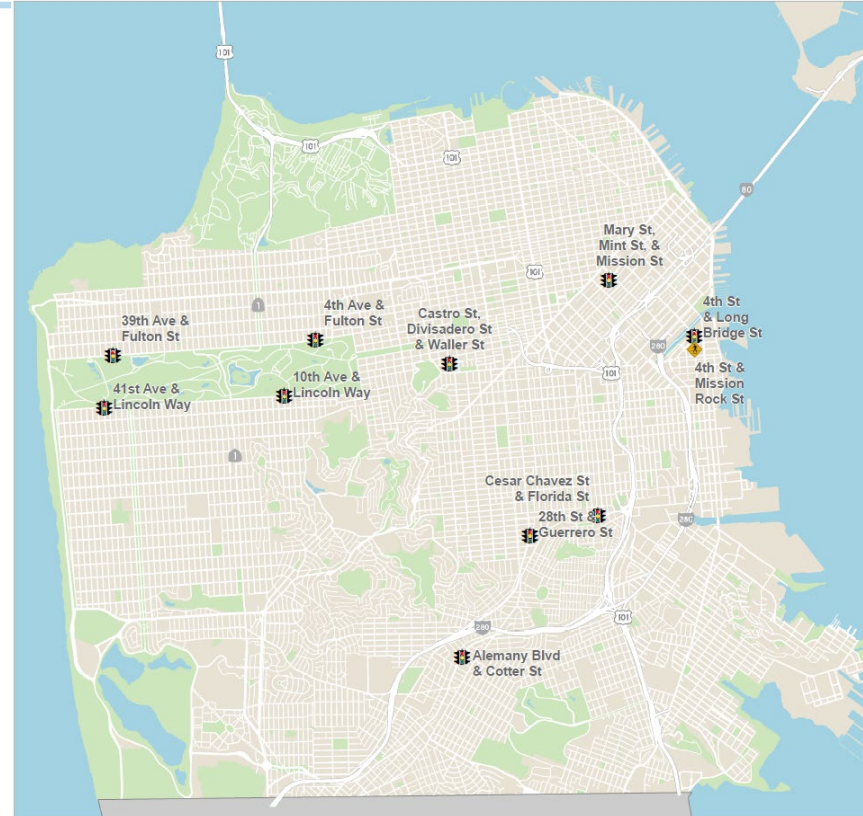 101
101
101
80
Mary St,
Mint St, &
Mission St
101
1
4th St
& Long
Bridge St
4th Ave &
Fulton St
Castro St,
Divisadero St
& Waller St
39th Ave &
Fulton St
280
4th St &
Mission
Rock St
101
10th Ave &
Lincoln Way
41st Ave &
Lincoln Way
1
Cesar Chavez St
& Florida St
28th St &
Guerrero St
280
101
280
Alemany Blvd
& Cotter St